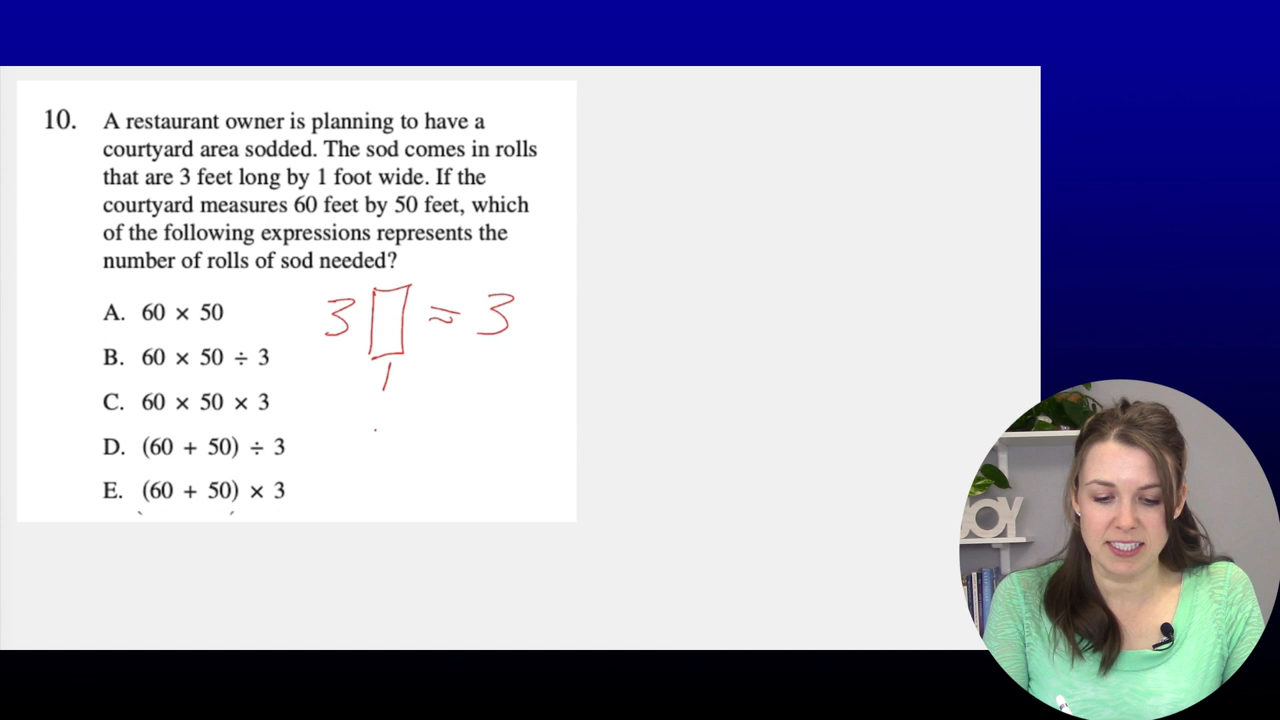 10. A restaurant owner is planning to have a
courtyard area sodded. The sod comes in rolls
that are 3 feet long by 1 foot wide. If the
courtyard measures 60 feet by 50 feet, which
of the following expressions represents the
number of rolls of sod needed?
A. 60 × 50
3 ≈ 3
1
B. 60 × 50 ÷ 3
C. 60 × 50 × 3
D. (60 + 50) ÷ 3
E. (60 + 50) × 3
JOY